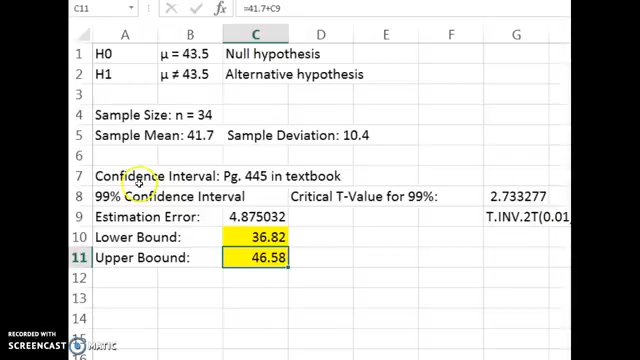 C11 fx =41.7+C9
A B C D E F G
1 H0 μ = 43.5 Null hypothesis
2 H1 μ ≠ 43.5 Alternative hypothesis
3
4 Sample Size: n = 34
5 Sample Mean: 41.7 Sample Deviation: 10.4
6
7 Confidence Interval: Pg. 445 in textbook
8 99% Confidence Interval Critical T-Value for 99%: 2.733277
9 Estimation Error: 4.875032 T.INV.2T(0.01,
10 Lower Bound: 36.82
11 Upper Boound: 46.58
12
13
14
15
16
RECORDED WITH
SCREENCAST MATIC